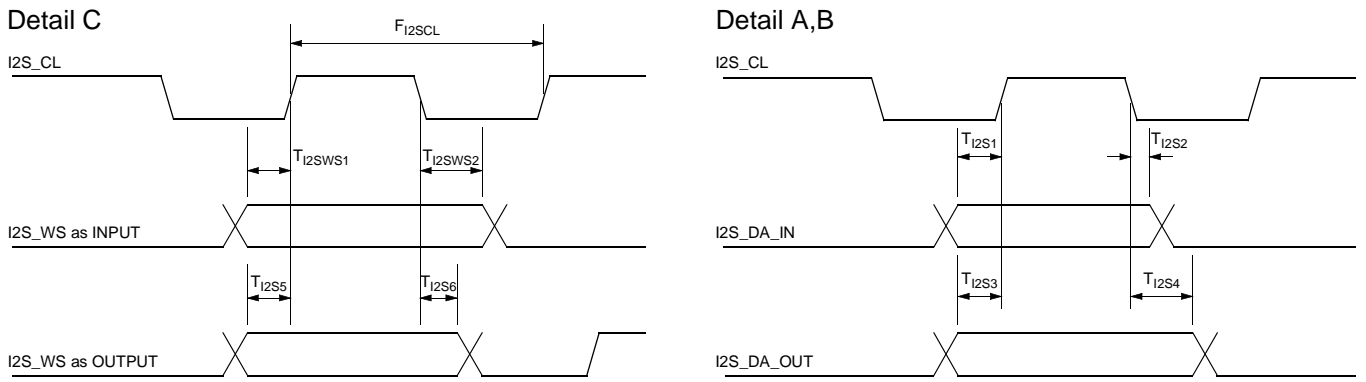 Detail C
F_I2SCL
I2S_CL
T_I2SWS1
T_I2SWS2
I2S_WS as INPUT
T_I2S5
T_I2S6
I2S_WS as OUTPUT
Detail A,B
I2S_CL
T_I2S1
T_I2S2
I2S_DA_IN
T_I2S3
T_I2S4
I2S_DA_OUT